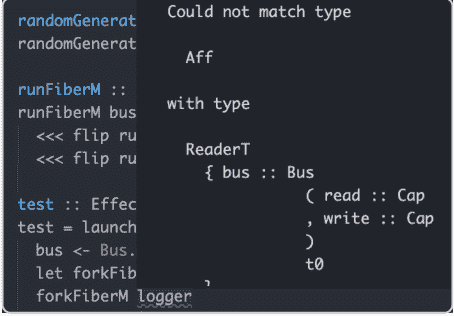 randomGenerat
randomGenerat
runFiberM ::
runFiberM bus
<<< flip ru
<<< flip ru
test :: Effec
test = launch
bus <- Bus.
let forkFib
forkFiberM logger
Could not match type
Aff
with type
ReaderT
{ bus :: Bus
( read :: Cap
, write :: Cap
)
t0
}